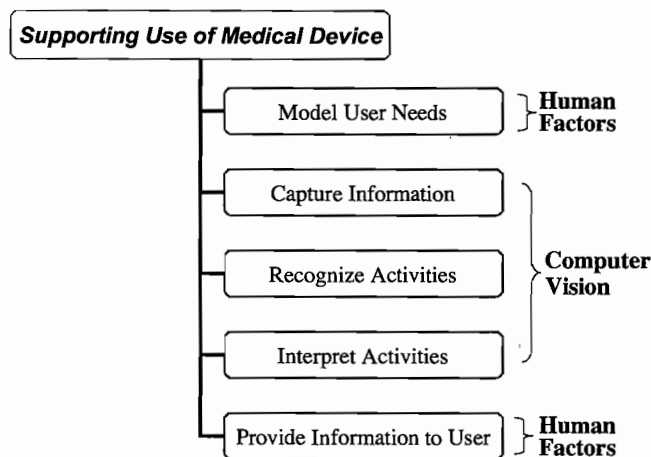 Supporting Use of Medical Device
Model User Needs
Human
Factors
Capture Information
Recognize Activities
Computer
Vision
Interpret Activities
Provide Information to User
Human
Factors